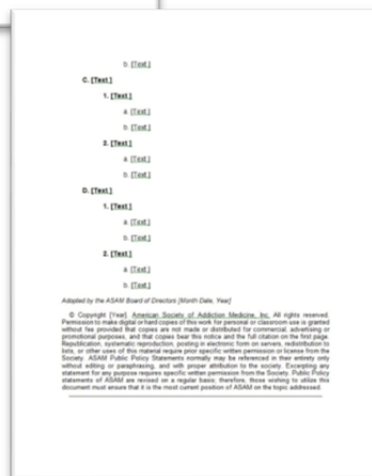 b. [Text.]
C. [Text.]
1. [Text.]
a. [Text.]
b. [Text.]
2. [Text.]
a. [Text.]
b. [Text.]
D. [Text.]
1. [Text.]
a. [Text.]
b. [Text.]
2. [Text.]
a. [Text.]
b. [Text.]
Adopted by the ASAM Board of Directors [Month Date, Year]
© Copyright [Year]. American Society of Addiction Medicine, Inc. All rights reserved.
Permission to make digital or hard copies of this work for personal or classroom use is granted
without fee provided that copies are not made or distributed for commercial, advertising or
promotional purposes, and that copies bear this notice and the full citation on the first page.
Republication, systematic reproduction, posting in electronic form on servers, redistribution to
lists, or other uses of this material require prior specific written permission or license from the
Society. ASAM Public Policy Statements normally may be referenced in their entirety only
without editing or paraphrasing, and with proper attribution to the society. Excerpting any
statement for any purpose requires specific written permission from the Society. Public Policy
statements of ASAM are revised on a regular basis; therefore, those wishing to utilize this
document must ensure that it is the most current position of ASAM on the topic addressed.